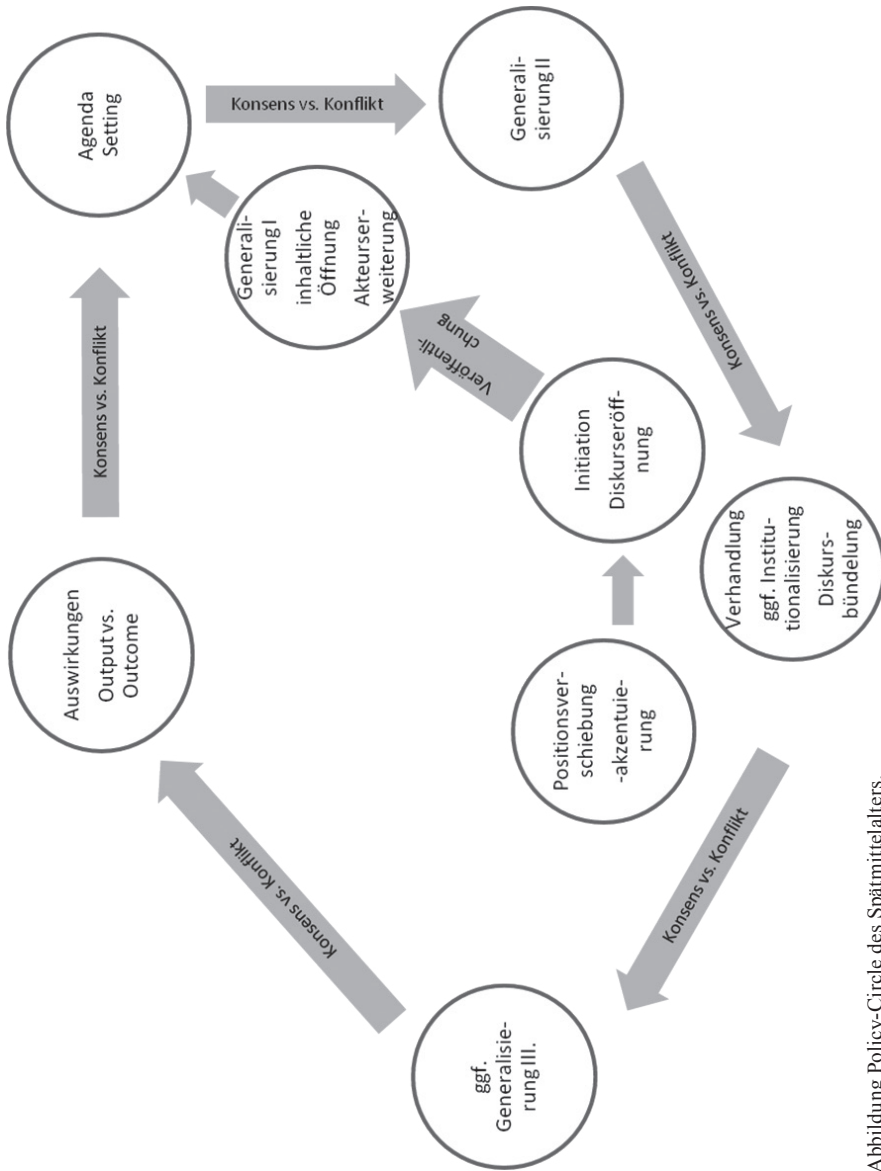 Agenda
Setting
Konsens vs. Konflikt
Generali-
sierung II
Konsens vs. Konflikt
Verhandlung
ggf. Institu-
tionalisierung
Diskurs-
bündelung
Konsens vs. Konflikt
ggf.
Generalisie-
rung III.
Konsens vs. Konflikt
Auswirkungen
Output vs.
Outcome
Konsens vs. Konflikt
Positionsver-
schiebung
-akzentuie-
rung
Initiation
Diskurseröff-
nung
Veröffentli-
chung
Generali-
sierung I
inhaltliche
Öffnung
Akteurser-
weiterung
Abbildung Policy-Circle des Spätmittelalters.